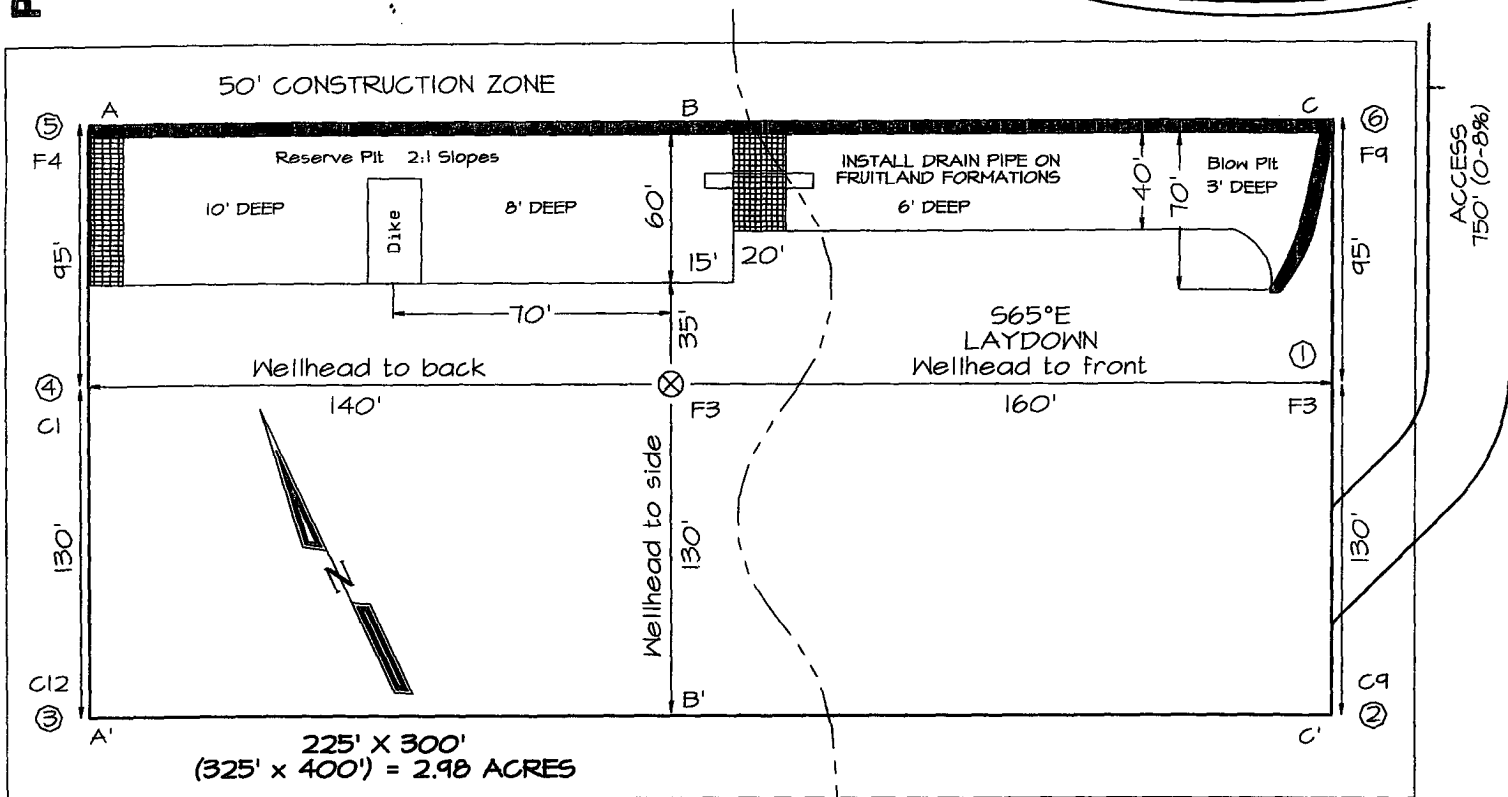 50' CONSTRUCTION ZONE
A
B
C
5
6
F4
F9
Reserve Pit 2:1 Slopes
INSTALL DRAIN PIPE ON
FRUITLAND FORMATIONS
Blow Pit
3' DEEP
10' DEEP
Dike
8' DEEP
60'
6' DEEP
40'
70'
ACCESS
750' (0-8%)
95'
15'
20'
95'
70'
35'
S65°E
LAYDOWN
Wellhead to back
Wellhead to front
1
4
140'
F3
160'
F3
C1
N
Wellhead to side
130'
130'
130'
C12
C9
3
B'
2
A'
C'
225' X 300'
(325' x 400') = 2.98 ACRES